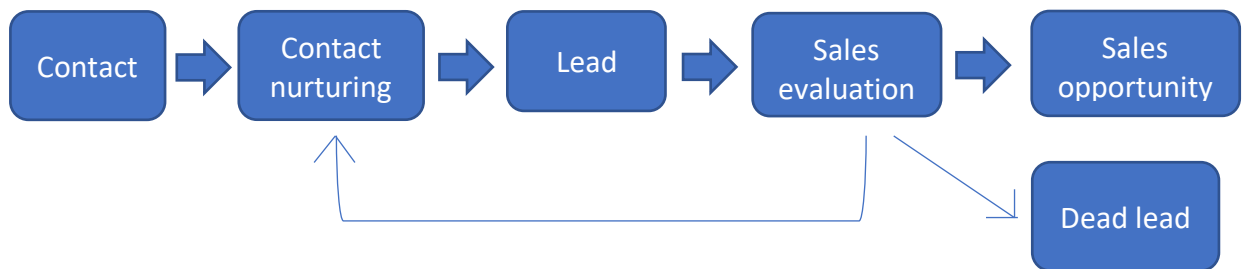 Contact
Contact
nurturing
Lead
Sales
evaluation
Sales
opportunity
Dead lead